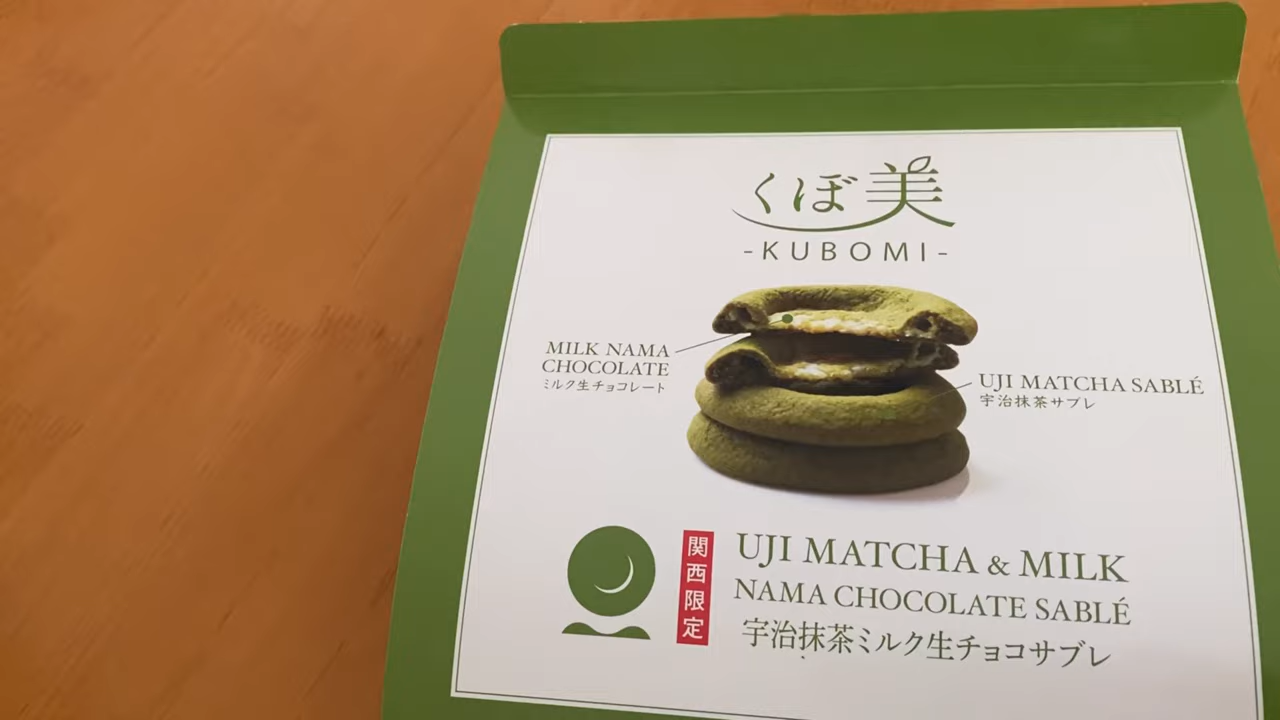 くぼ美
-KUBOMI-
MILK NAMA
CHOCOLATE
ミルク生チョコレート
UJI MATCHA SABLÉ
宇治抹茶サブレ
関西限定
UJI MATCHA & MILK
NAMA CHOCOLATE SABLÉ
宇治抹茶ミルク生チョコサブレ